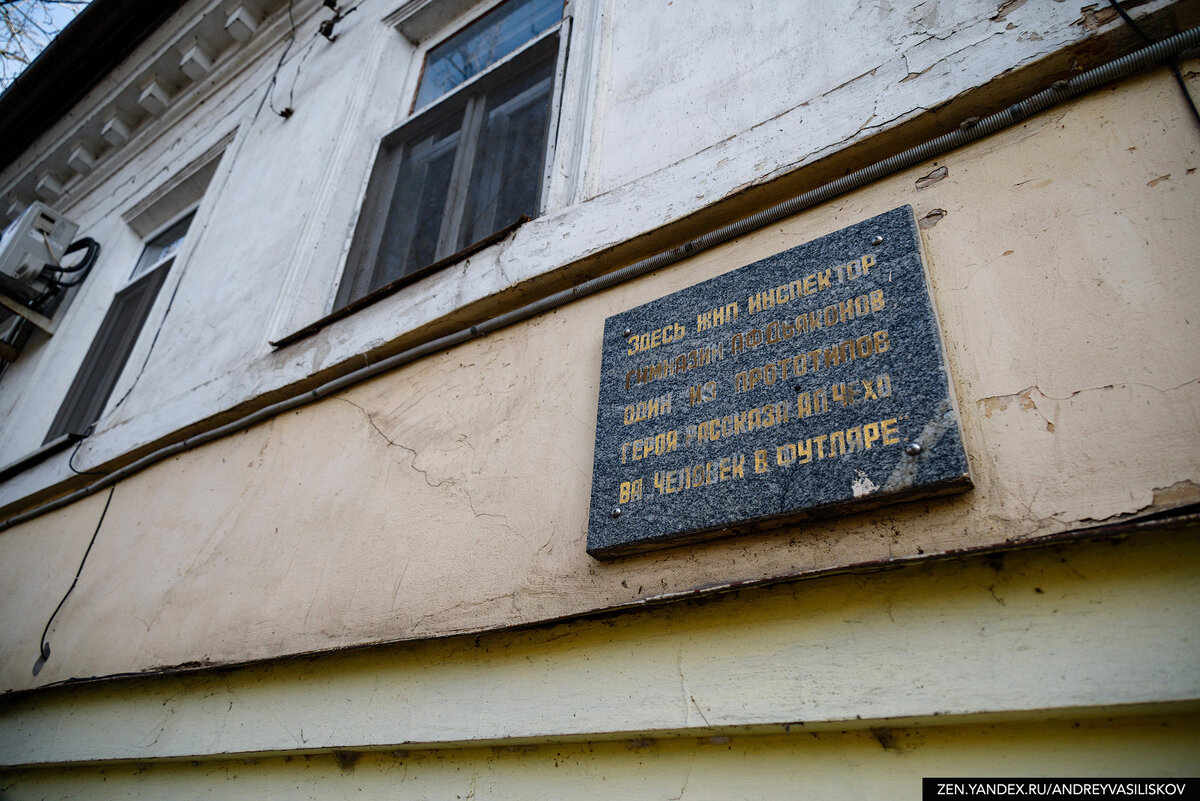 ЗДЕСЬ ЖИЛ ИНСПЕКТОР
ГИМНАЗИИ А.Ф.ДЬЯКОНОВ
ОДИН ИЗ ПРОТОТИПОВ
ГЕРОЯ РАССКАЗА А.П.ЧЕХО
ВА "ЧЕЛОВЕК В ФУТЛЯРЕ"
ZEN.YANDEX.RU/ANDREYVASILISKOV